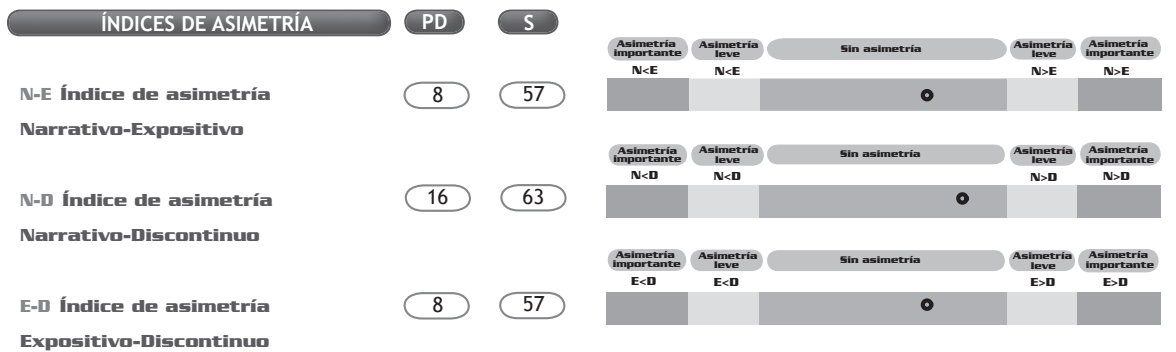 ÍNDICES DE ASIMETRÍA PD S
Asimetría importante Asimetría leve Sin asimetría Asimetría leve Asimetría importante
N<E N<E N>E N>E
N-E Índice de asimetría 8 57
Narrativo-Expositivo
Asimetría importante Asimetría leve Sin asimetría Asimetría leve Asimetría importante
N<D N<D N>D N>D
N-D Índice de asimetría 16 63
Narrativo-Discontinuo
Asimetría importante Asimetría leve Sin asimetría Asimetría leve Asimetría importante
E<D E<D E>D E>D
E-D Índice de asimetría 8 57
Expositivo-Discontinuo